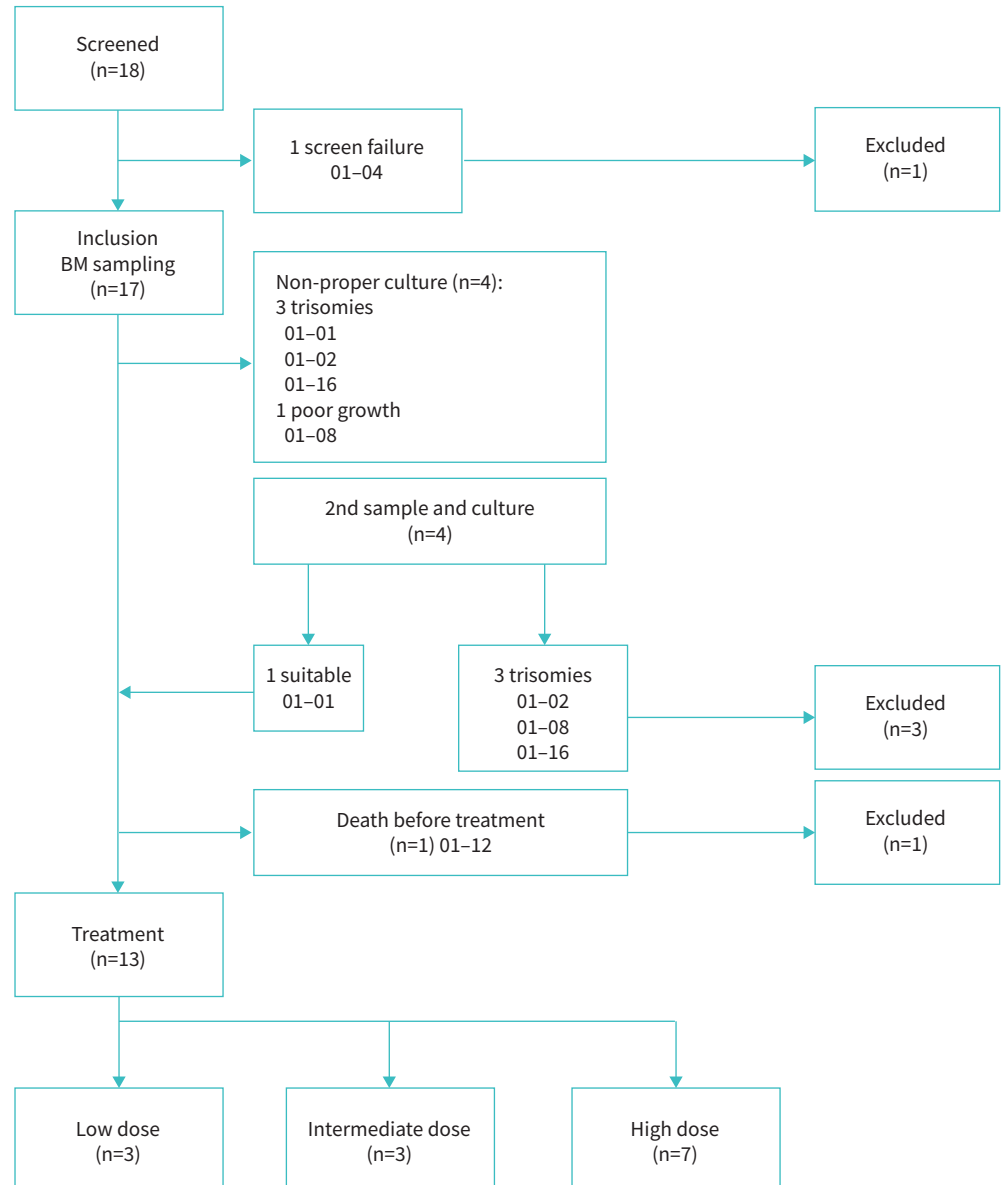 Screened
(n=18)
1 screen failure
01–04
Excluded
(n=1)
Inclusion
BM sampling
(n=17)
Non-proper culture (n=4):
3 trisomies
01–01
01–02
01–16
1 poor growth
01–08
2nd sample and culture
(n=4)
1 suitable
01–01
3 trisomies
01–02
01–08
01–16
Excluded
(n=3)
Death before treatment
(n=1) 01–12
Excluded
(n=1)
Treatment
(n=13)
Low dose
(n=3)
Intermediate dose
(n=3)
High dose
(n=7)